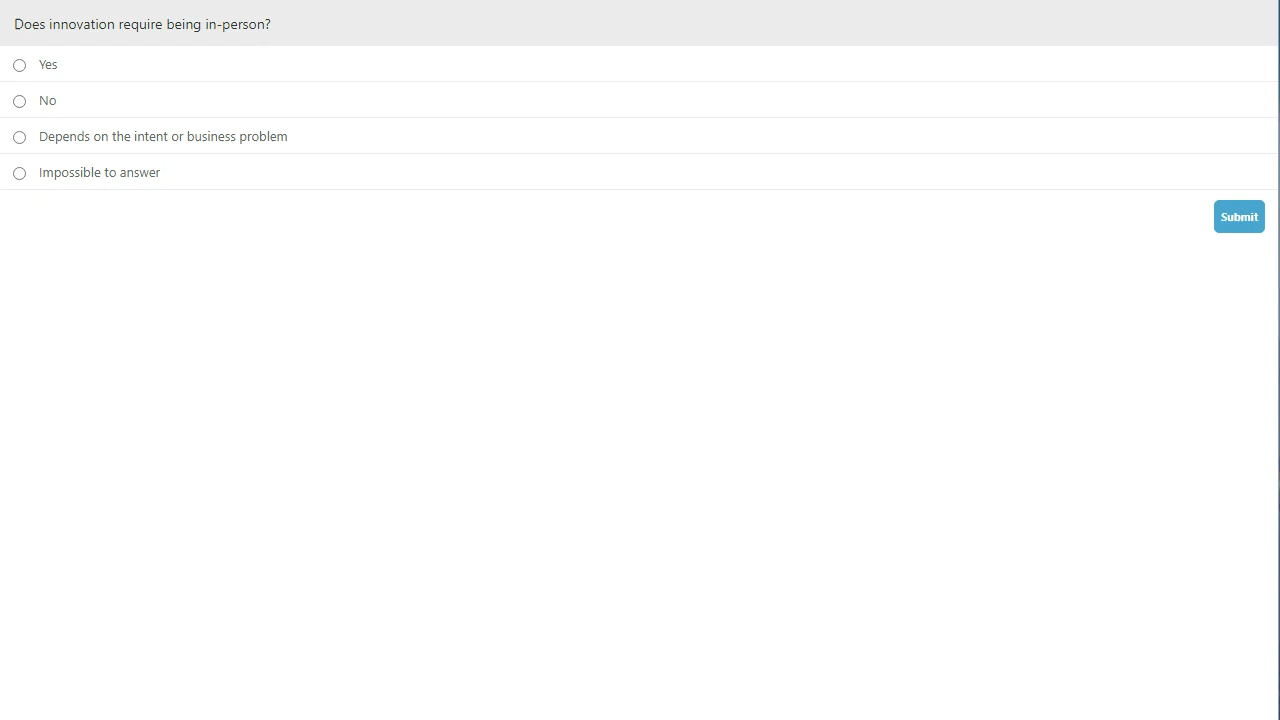 Does innovation require being in-person?
Yes
No
Depends on the intent or business problem
Impossible to answer
Submit